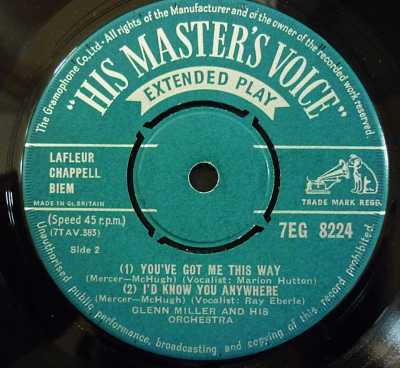 The Gramophone Co. Ltd.- All rights of the Manufacturer and of the owner of the recorded work reserved.
"HIS MASTER'S VOICE"
EXTENDED PLAY
LAFLEUR
CHAPPELL
BIEM
MADE IN GT. BRITAIN
TRADE MARK REGD.
(Speed 45 r.p.m.)
(7TAV.383)
7EG 8224
Side 2
(1) YOU'VE GOT ME THIS WAY
(Mercer—McHugh) (Vocalist: Marion Hutton)
(2) I'D KNOW YOU ANYWHERE
(Mercer—McHugh) (Vocalist: Ray Eberle)
GLENN MILLER AND HIS
ORCHESTRA
Unauthorised public performance, broadcasting, and copying of this record prohibited.